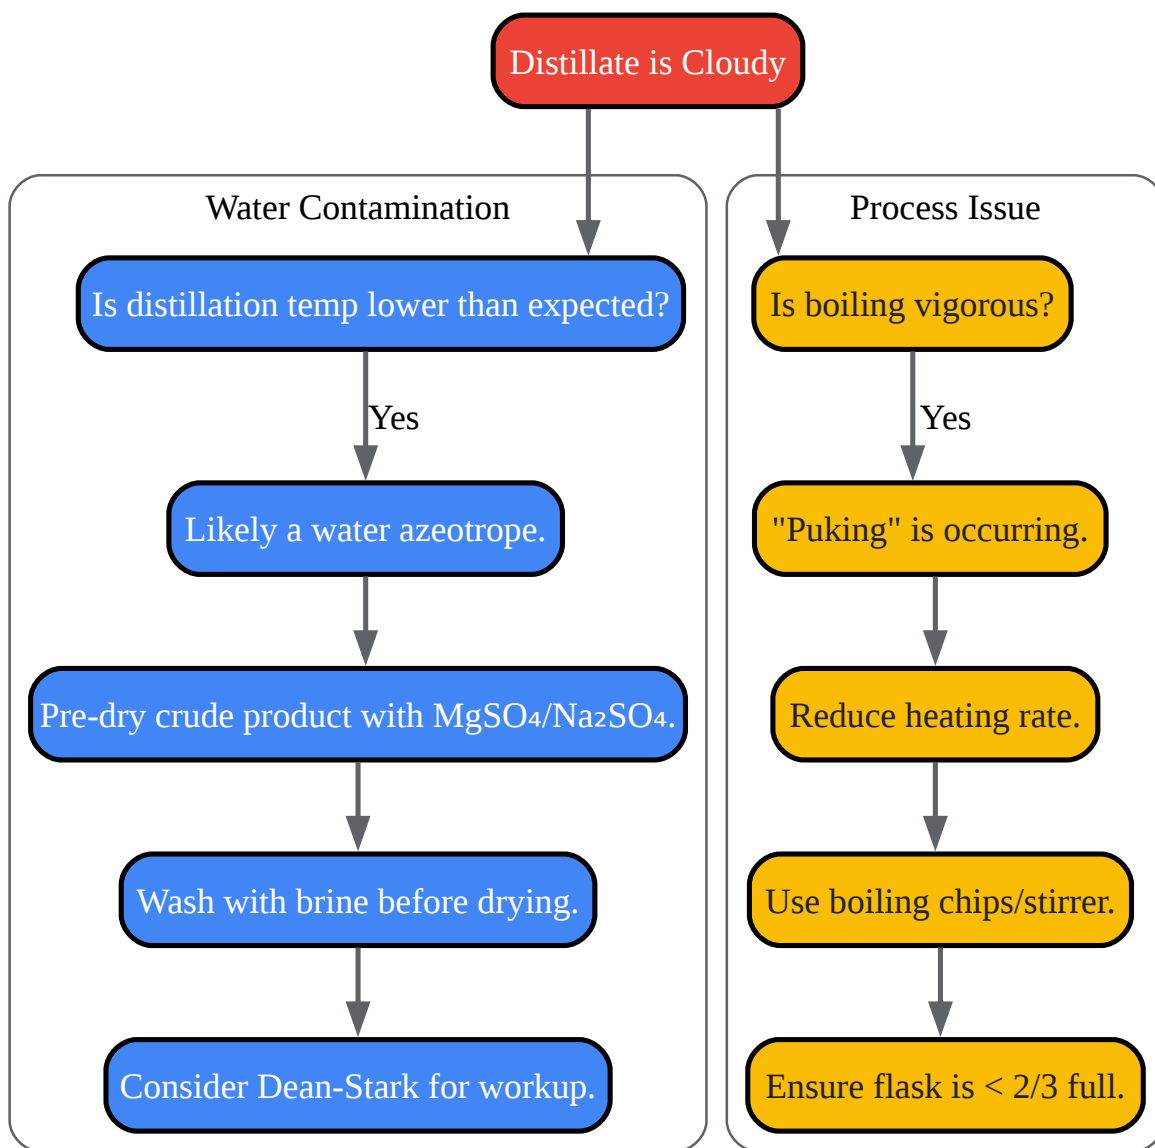 Distillate is Cloudy
Water Contamination
Is distillation temp lower than expected?
Yes
Likely a water azeotrope.
Pre-dry crude product with MgSO₄/Na₂SO₄.
Wash with brine before drying.
Consider Dean-Stark for workup.
Process Issue
Is boiling vigorous?
Yes
"Puking" is occurring.
Reduce heating rate.
Use boiling chips/stirrer.
Ensure flask is < 2/3 full.